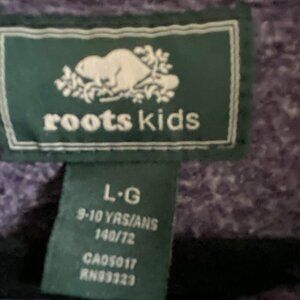 roots kids
L·G
9-10 YRS/ANS
140/72
CA05017
RN93323